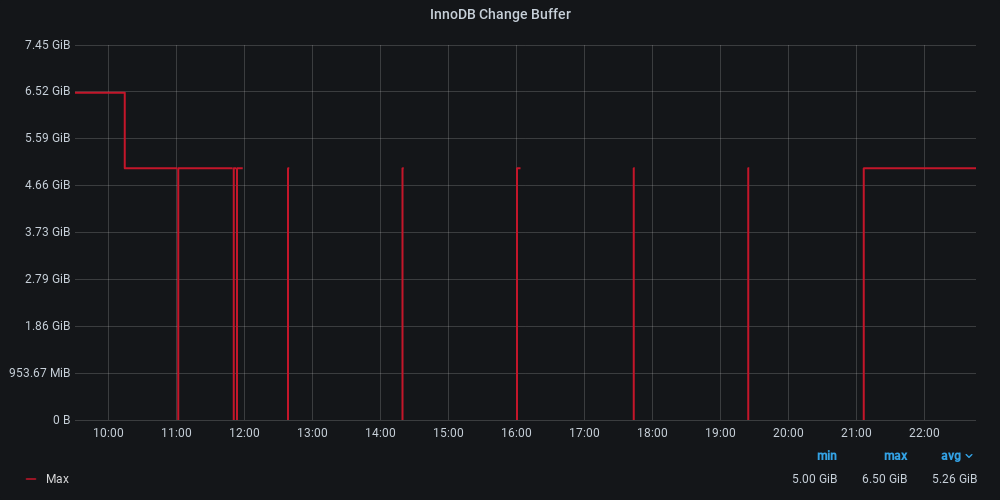 InnoDB Change Buffer
7.45 GiB
6.52 GiB
5.59 GiB
4.66 GiB
3.73 GiB
2.79 GiB
1.86 GiB
953.67 MiB
0 B
10:00 11:00 12:00 13:00 14:00 15:00 16:00 17:00 18:00 19:00 20:00 21:00 22:00
min max avg
Max 5.00 GiB 6.50 GiB 5.26 GiB